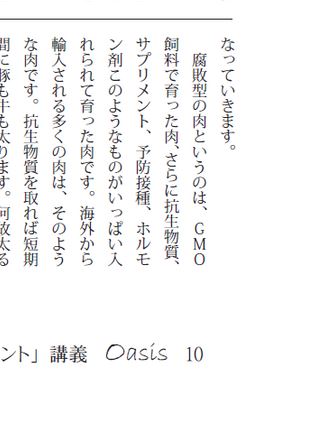 なっていきます。
腐敗型の肉というのは、GMO
飼料で育った肉、さらに抗生物質、
サプリメント、予防接種、ホルモ
ン剤このようなものがいっぱい入
れられて育った肉です。海外から
輸入される多くの肉は、そのよう
な肉です。抗生物質を取れば短期
間に豚も牛も太ります。何故太る
ント」講義 Oasis 10